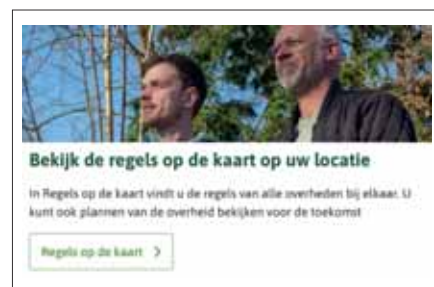 Bekijk de regels op de kaart op uw locatie
In Regels op de kaart vindt u de regels van alle overheden bij elkaar. U
kunt ook plannen van de overheid bekijken voor de toekomst
Regels op de kaart